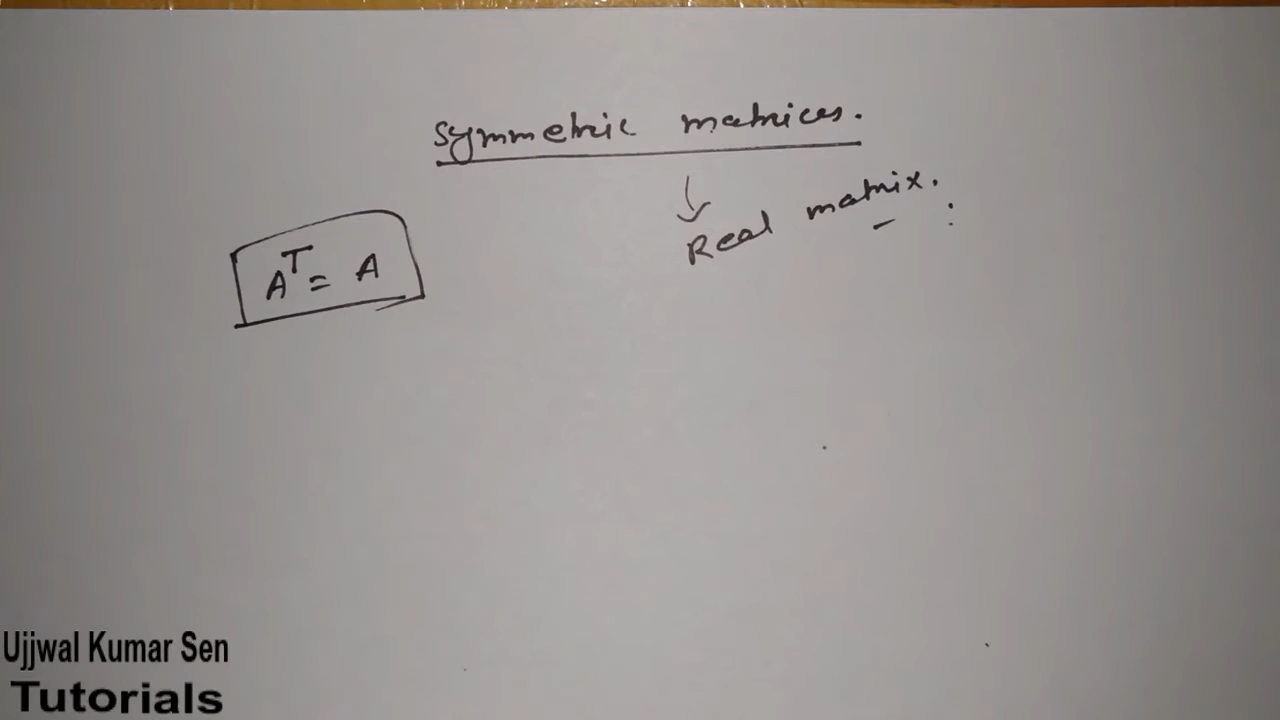 Symmetric matrices.
Real matrix.
A^T = A
Ujjwal Kumar Sen
Tutorials